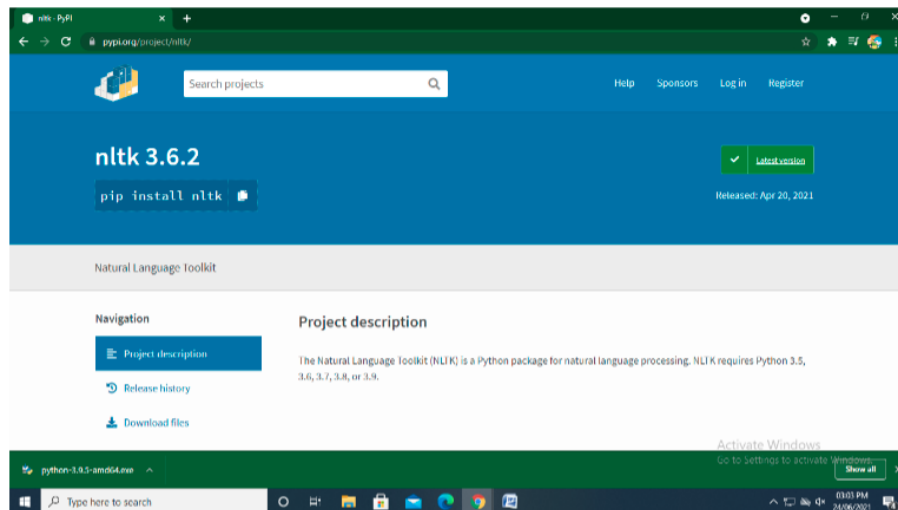 nltk · PyPI
pypi.org/project/nltk/
Search projects
Help Sponsors Log in Register
nltk 3.6.2
pip install nltk
Latest version
Released: Apr 20, 2021
Natural Language Toolkit
Navigation
Project description
Release history
Download files
Project description
The Natural Language Toolkit (NLTK) is a Python package for natural language processing. NLTK requires Python 3.5,
3.6, 3.7, 3.8, or 3.9.
Activate Windows
Go to Settings to activate Windows.
python-3.9.5-amd64.exe
Show all
Type here to search
03:03 PM
24/06/2021